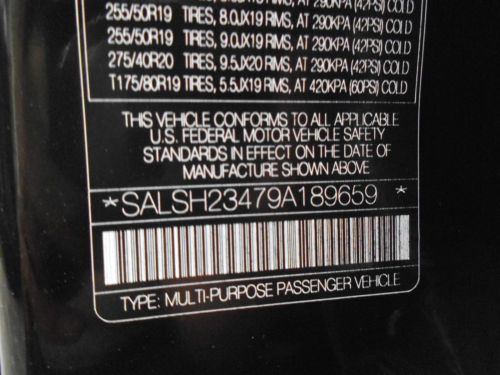 255/50R19 TIRES, 8.0JX19 RIMS, AT 290KPA (42PSI) COLD
255/50R19 TIRES, 9.0JX19 RIMS, AT 290KPA (42PSI) COLD
275/40R20 TIRES, 9.5JX20 RIMS, AT 290KPA (42PSI) COLD
T175/80R19 TIRES, 5.5JX19 RIMS, AT 420KPA (60PSI) COLD
THIS VEHICLE CONFORMS TO ALL APPLICABLE
U.S. FEDERAL MOTOR VEHICLE SAFETY
STANDARDS IN EFFECT ON THE DATE OF
MANUFACTURE SHOWN ABOVE
*SALSH23479A189659 *
TYPE: MULTI-PURPOSE PASSENGER VEHICLE